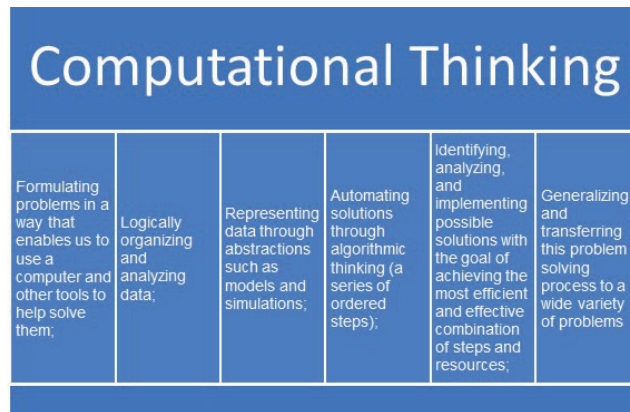 Computational Thinking
Formulating
problems in a
way that
enables us to
use a
computer and
other tools to
help solve
them;
Logically
organizing
and
analyzing
data;
Representing
data through
abstractions
such as
models and
simulations;
Automating
solutions
through
algorithmic
thinking (a
series of
ordered
steps);
Identifying,
analyzing,
and
implementing
possible
solutions with
the goal of
achieving the
most efficient
and effective
combination
of steps and
resources;
Generalizing
and
transferring
this problem
solving
process to a
wide variety
of problems